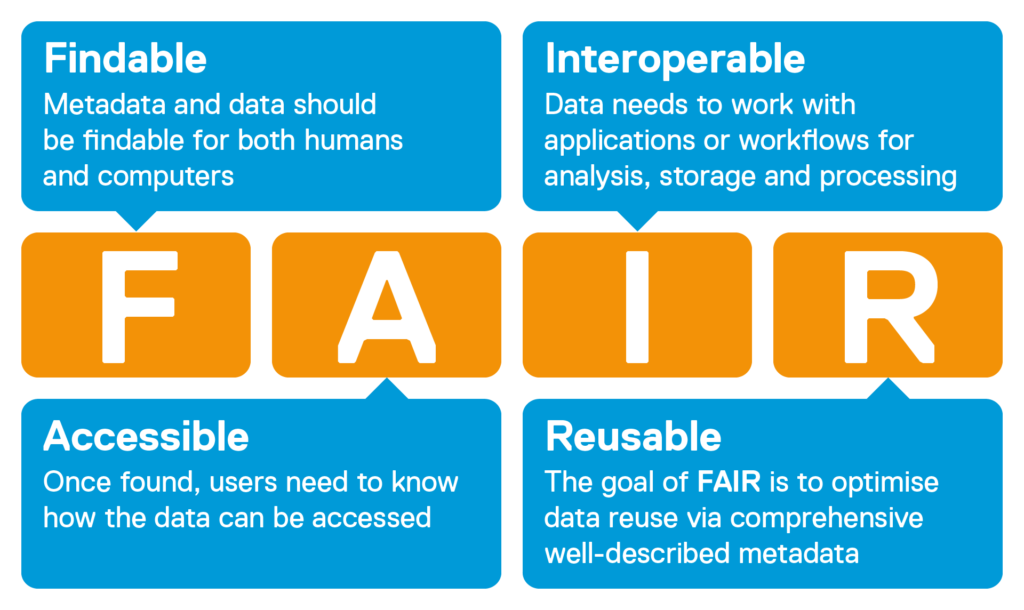 Findable
Metadata and data should
be findable for both humans
and computers
Interoperable
Data needs to work with
applications or workflows for
analysis, storage and processing
F A I R
Accessible
Once found, users need to know
how the data can be accessed
Reusable
The goal of FAIR is to optimise
data reuse via comprehensive
well-described metadata